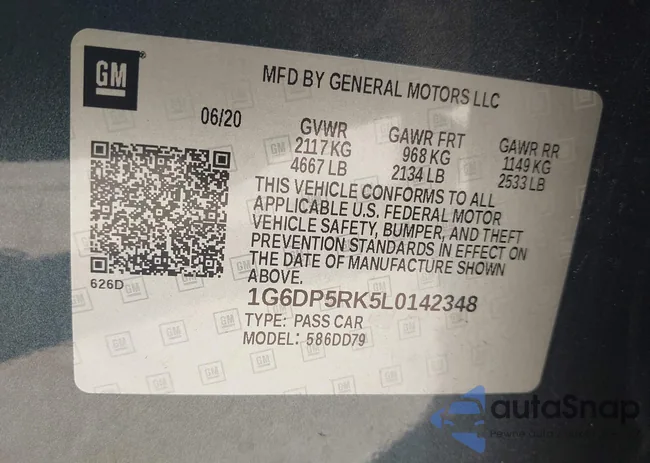 GM
MFD BY GENERAL MOTORS LLC
06/20
GVWR GAWR FRT GAWR RR
2117 KG 968 KG 1149 KG
4667 LB 2134 LB 2533 LB
THIS VEHICLE CONFORMS TO ALL
APPLICABLE U.S. FEDERAL MOTOR
VEHICLE SAFETY, BUMPER, AND THEFT
PREVENTION STANDARDS IN EFFECT ON
THE DATE OF MANUFACTURE SHOWN
ABOVE.
626D
1G6DP5RK5L0142348
TYPE: PASS CAR
MODEL: 586DD79
autaSnap